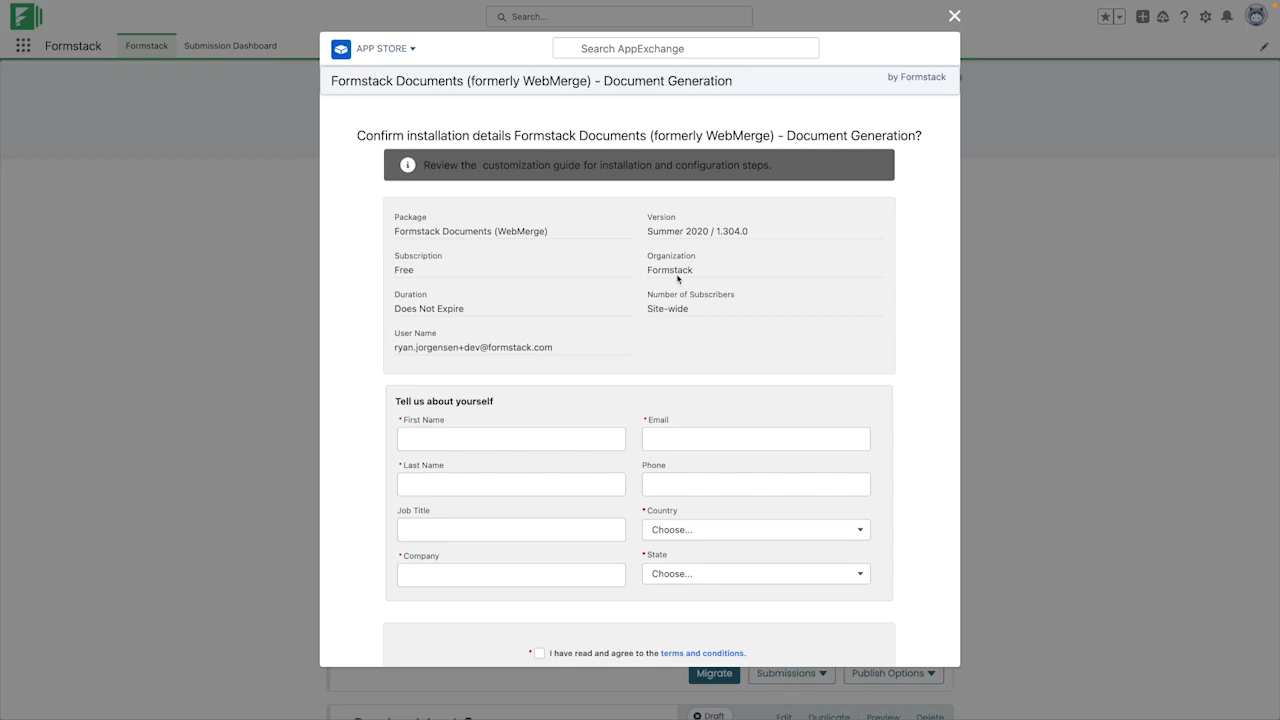 Search...
Formstack
Formstack
Submission Dashboard
APP STORE
Search AppExchange
Formstack Documents (formerly WebMerge) - Document Generation
by Formstack
Confirm installation details Formstack Documents (formerly WebMerge) - Document Generation?
Review the customization guide for installation and configuration steps.
Package
Formstack Documents (WebMerge)
Version
Summer 2020 / 1.304.0
Subscription
Free
Organization
Formstack
Duration
Does Not Expire
Number of Subscribers
Site-wide
User Name
ryan.jorgensen+dev@formstack.com
Tell us about yourself
* First Name
* Email
* Last Name
Phone
Job Title
* Country
Choose...
* Company
* State
Choose...
* I have read and agree to the terms and conditions.
Migrate
Submissions
Publish Options
Draft
Edit
Duplicate
Preview
Delete